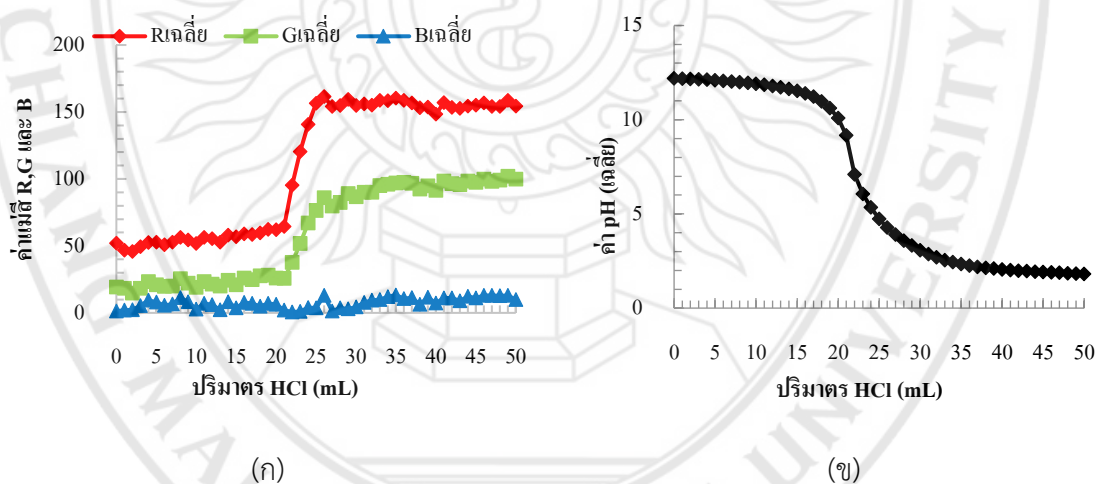 Rเฉลี่ย Gเฉลี่ย Bเฉลี่ย
200
150
100
50
0
ค่าแม่สี R,G และ B
0 5 10 15 20 25 30 35 40 45 50
ปริมาตร HCl (mL)
(ก)
15
10
5
0
ค่า pH (เฉลี่ย)
0 5 10 15 20 25 30 35 40 45 50
ปริมาตร HCl (mL)
(ข)
CHIANG MA
UNIVERSITY